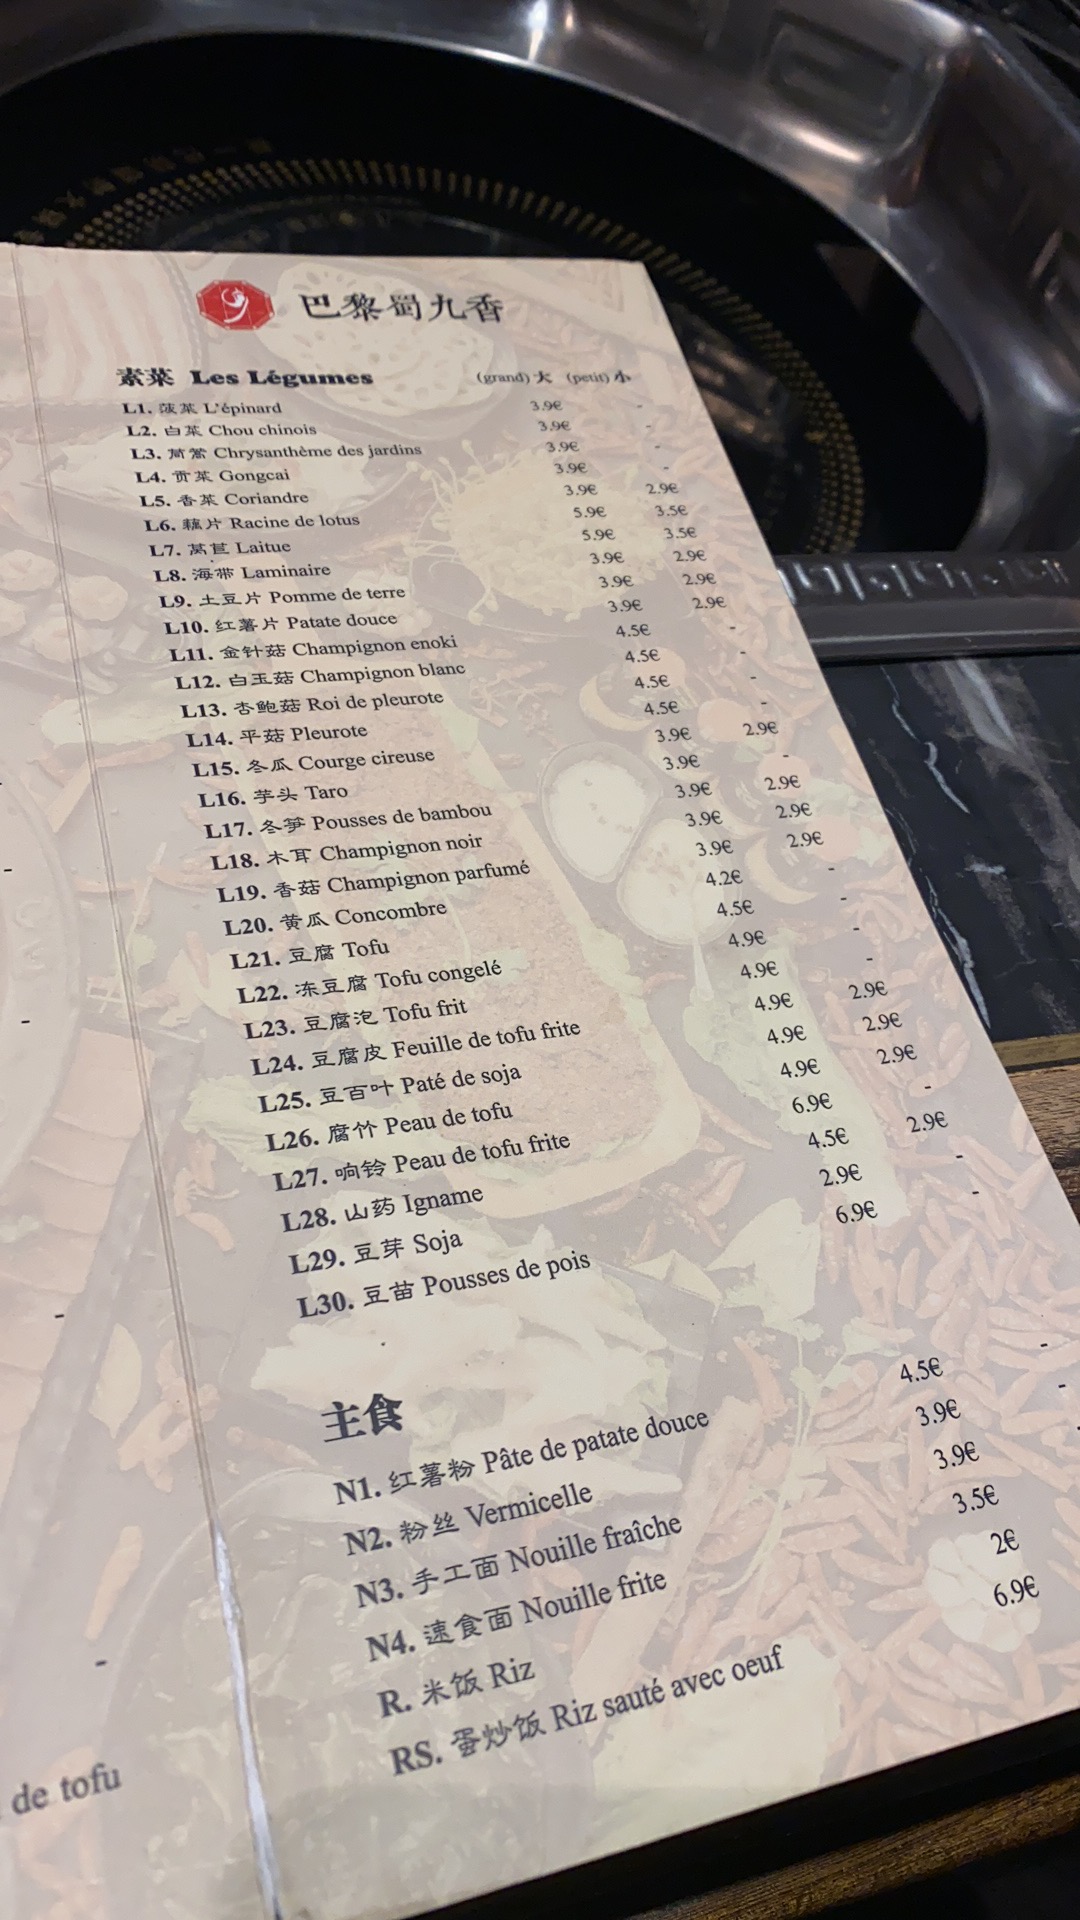 巴黎蜀九香
素菜 Les Légumes (grand)大 (petit)小
L1. 菠菜 L'épinard 3.9€ -
L2. 白菜 Chou chinois 3.9€ -
L3. 茼蒿 Chrysanthème des jardins 3.9€ -
L4. 贡菜 Gongcai 3.9€ -
L5. 香菜 Coriandre 3.9€ 2.9€
L6. 藕片 Racine de lotus 5.9€ 3.5€
L7. 莴苣 Laitue 5.9€ 3.5€
L8. 海带 Laminaire 3.9€ 2.9€
L9. 土豆片 Pomme de terre 3.9€ 2.9€
L10. 红薯片 Patate douce 3.9€ 2.9€
L11. 金针菇 Champignon enoki 4.5€ -
L12. 白玉菇 Champignon blanc 4.5€ -
L13. 杏鲍菇 Roi de pleurote 4.5€ -
L14. 平菇 Pleurote 4.5€ -
L15. 冬瓜 Courge cireuse 3.9€ 2.9€
L16. 芋头 Taro 3.9€ -
L17. 冬笋 Pousses de bambou 3.9€ 2.9€
L18. 木耳 Champignon noir 3.9€ 2.9€
L19. 香菇 Champignon parfumé 3.9€ 2.9€
L20. 黄瓜 Concombre 4.2€ -
L21. 豆腐 Tofu 4.5€ -
L22. 冻豆腐 Tofu congelé 4.9€ -
L23. 豆腐泡 Tofu frit 4.9€ -
L24. 豆腐皮 Feuille de tofu frite 4.9€ 2.9€
L25. 豆百叶 Paté de soja 4.9€ 2.9€
L26. 腐竹 Peau de tofu 4.9€ 2.9€
L27. 响铃 Peau de tofu frite 6.9€ -
L28. 山药 Igname 4.5€ 2.9€
L29. 豆芽 Soja 2.9€ -
L30. 豆苗 Pousses de pois 6.9€ -
主食
N1. 红薯粉 Pâte de patate douce 4.5€ -
N2. 粉丝 Vermicelle 3.9€ -
N3. 手工面 Nouille fraîche 3.9€ -
N4. 速食面 Nouille frite 3.5€
R. 米饭 Riz 2€
RS. 蛋炒饭 Riz sauté avec oeuf 6.9€
de tofu